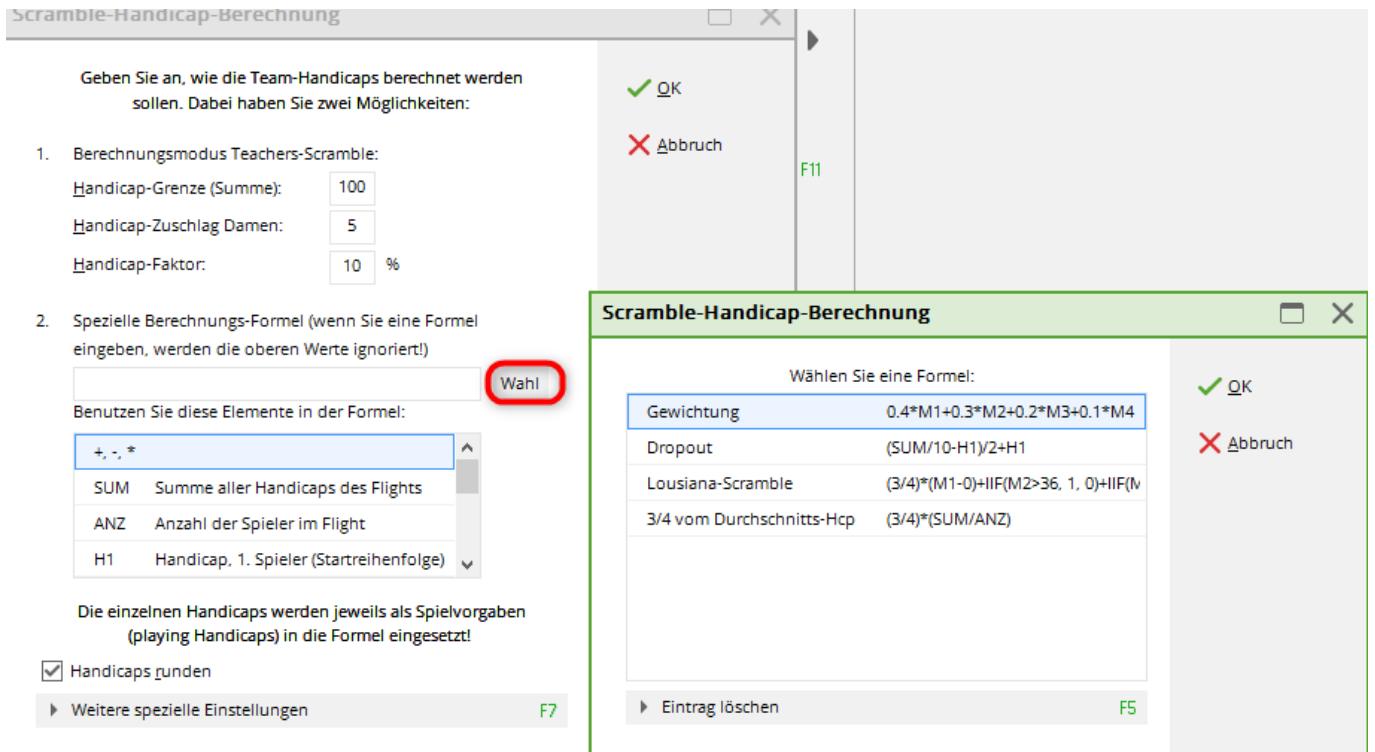 Scramble-Handicap-Berechnung
Geben Sie an, wie die Team-Handicaps berechnet werden
sollen. Dabei haben Sie zwei Möglichkeiten:
OK
Abbruch
F11
1. Berechnungsmodus Teachers-Scramble:
Handicap-Grenze (Summe): 100
Handicap-Zuschlag Damen: 5
Handicap-Faktor: 10 %
2. Spezielle Berechnungs-Formel (wenn Sie eine Formel
eingeben, werden die oberen Werte ignoriert!)
Wahl
Benutzen Sie diese Elemente in der Formel:
+, -, *
SUM Summe aller Handicaps des Flights
ANZ Anzahl der Spieler im Flight
H1 Handicap, 1. Spieler (Startreihenfolge)
Die einzelnen Handicaps werden jeweils als Spielvorgaben
(playing Handicaps) in die Formel eingesetzt!
Handicaps runden
Weitere spezielle Einstellungen F7
Scramble-Handicap-Berechnung
Wählen Sie eine Formel:
Gewichtung 0.4*M1+0.3*M2+0.2*M3+0.1*M4
Dropout (SUM/10-H1)/2+H1
Lousiana-Scramble (3/4)*(M1-0)+IIF(M2>36, 1, 0)+IIF(M
3/4 vom Durchschnitts-Hcp (3/4)*(SUM/ANZ)
OK
Abbruch
Eintrag löschen F5